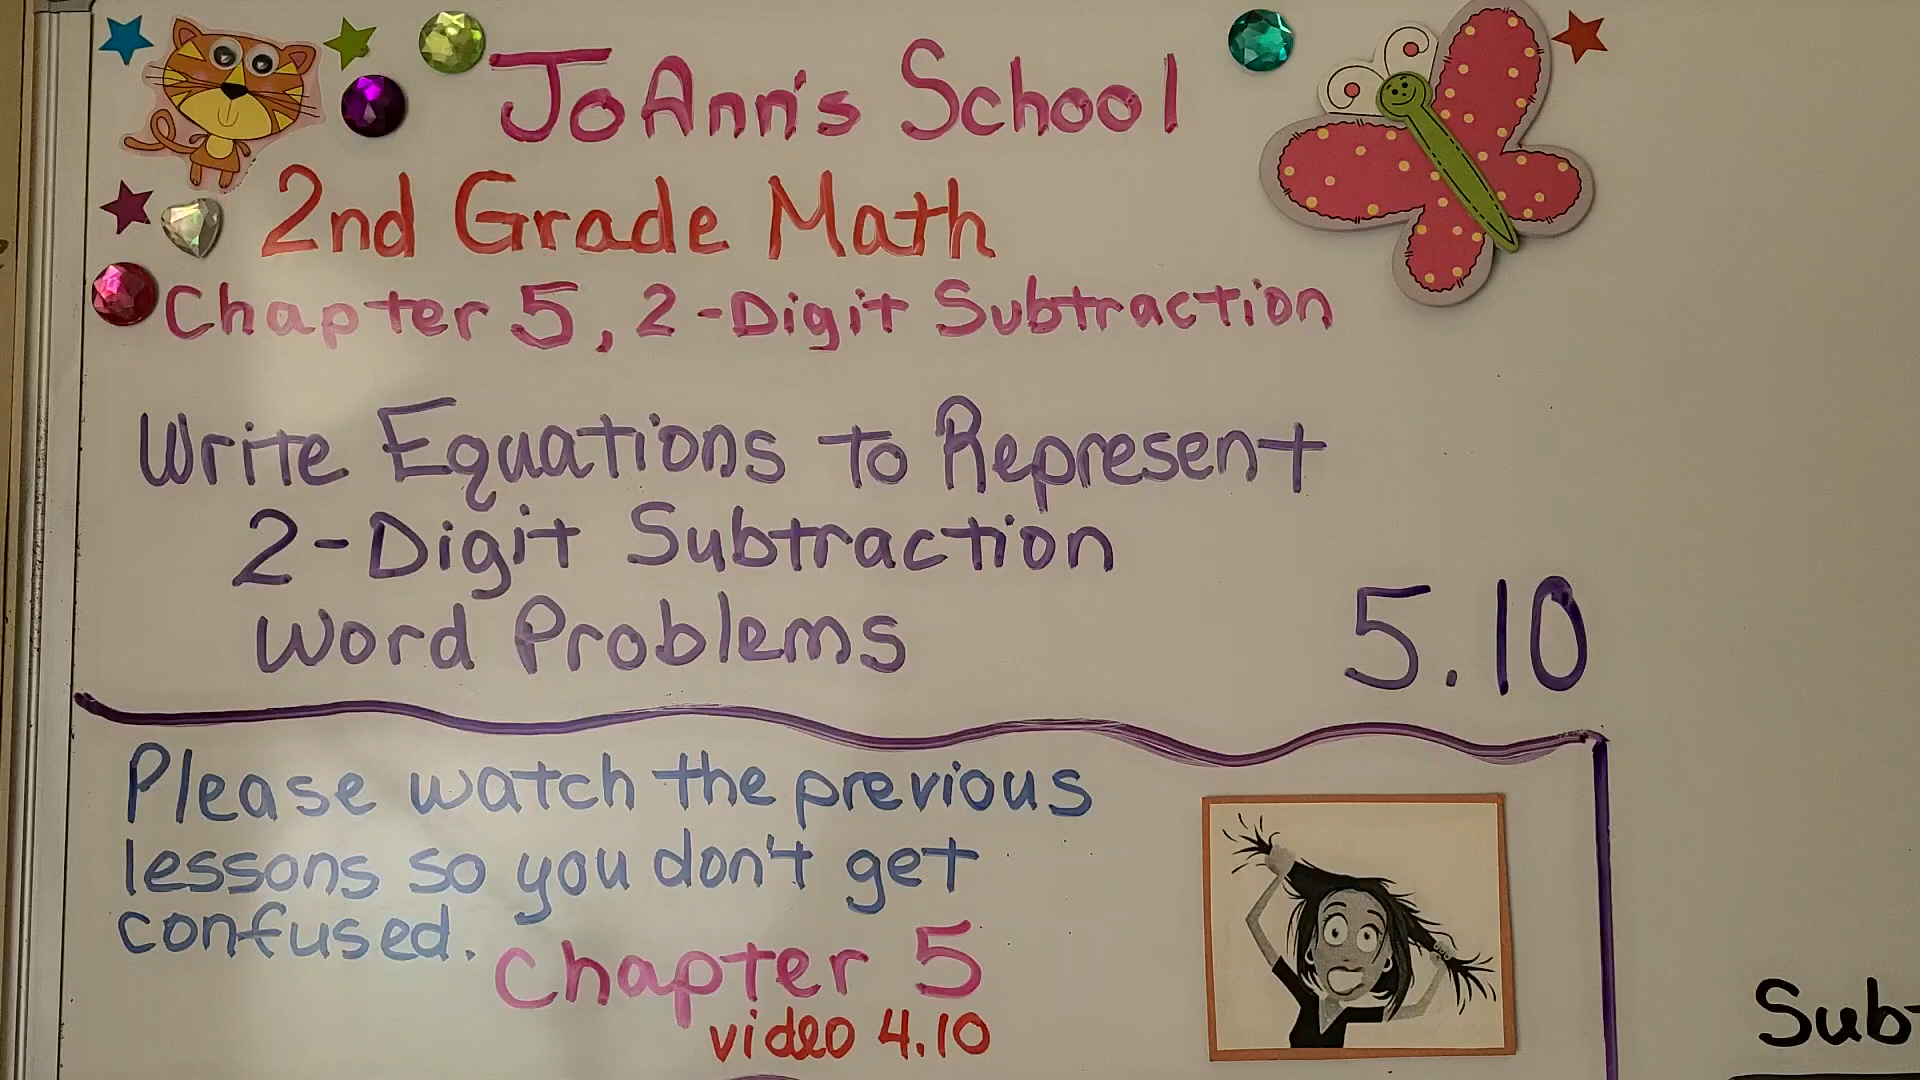 JoAnn's School
2nd Grade Math
Chapter 5, 2-Digit Subtraction
Write Equations to Represent
2-Digit Subtraction
Word Problems
5.10
Please watch the previous
lessons so you don't get
confused.
Chapter 5
video 4.10